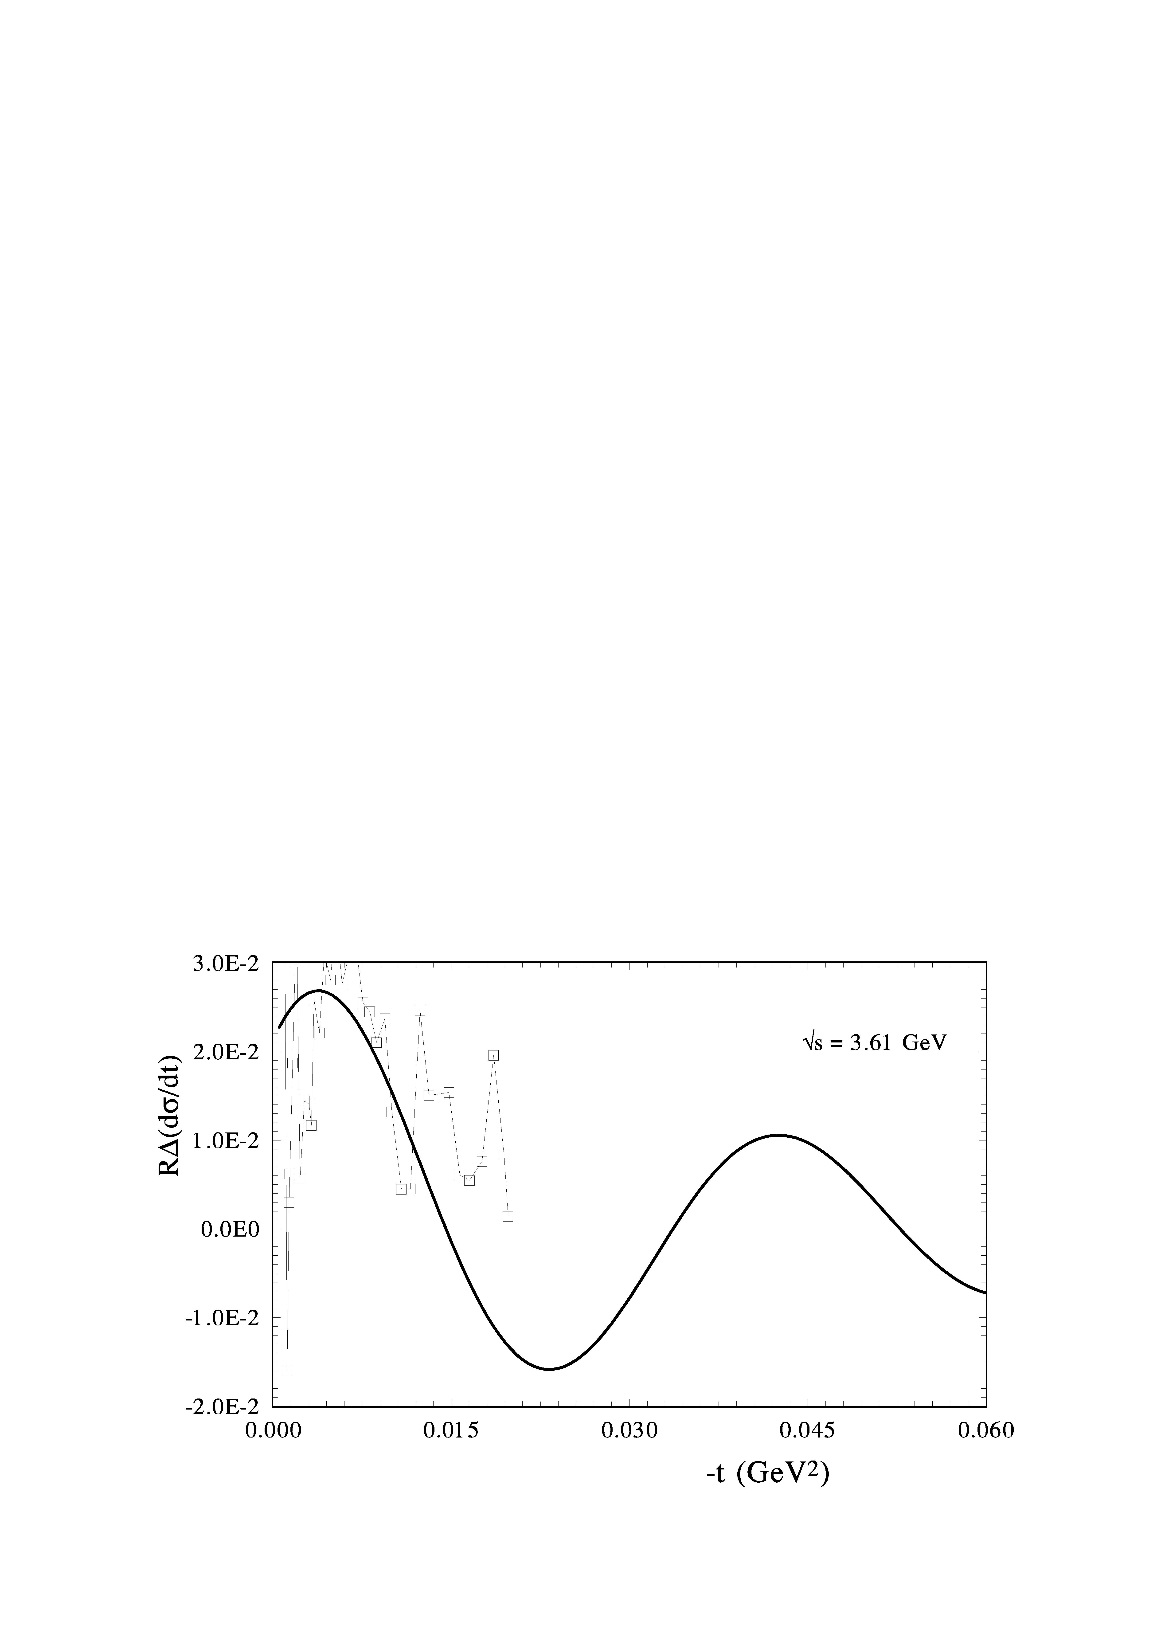 3.0E-2
2.0E-2
1.0E-2
0.0E0
-1.0E-2
-2.0E-2
RΔ(dσ/dt)
√s = 3.61 GeV
0.000 0.015 0.030 0.045 0.060
-t (GeV²)